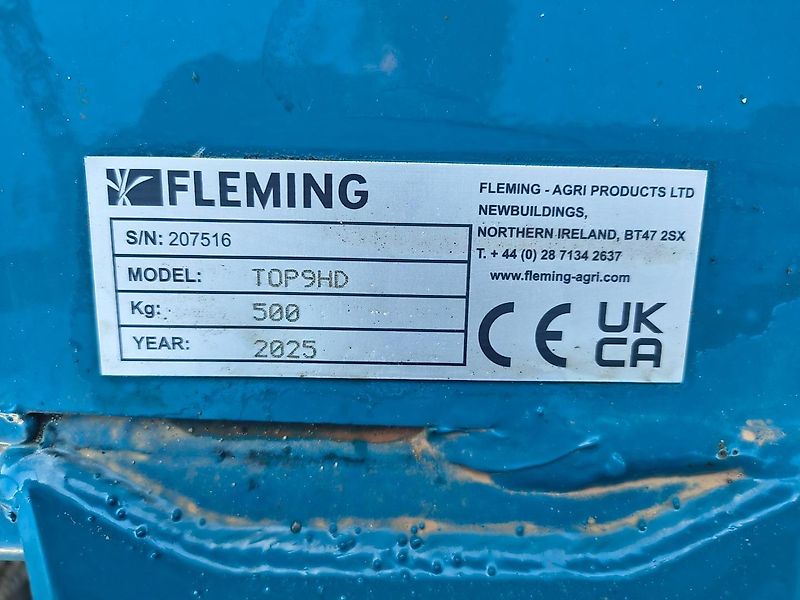 FLEMING
S/N: 207516
MODEL: TOP9HD
Kg: 500
YEAR: 2025
FLEMING - AGRI PRODUCTS LTD
NEWBUILDINGS,
NORTHERN IRELAND, BT47 2SX
T. + 44 (0) 28 7134 2637
www.fleming-agri.com
CE UK
CA